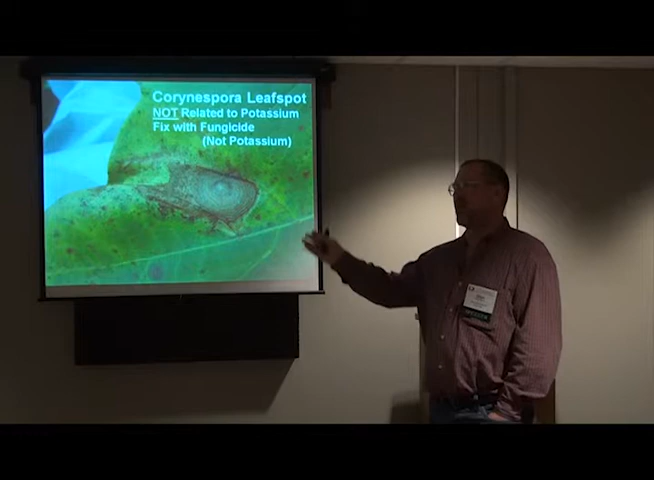 Corynespora Leafspot
NOT Related to Potassium
Fix with Fungicide
(Not Potassium)